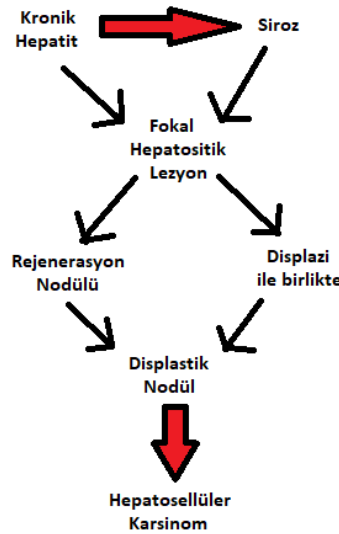 Kronik
Hepatit
Siroz
Fokal
Hepatositik
Lezyon
Rejenerasyon
Nodülü
Displazi
ile birlikte
Displastik
Nodül
Hepatosellüler
Karsinom